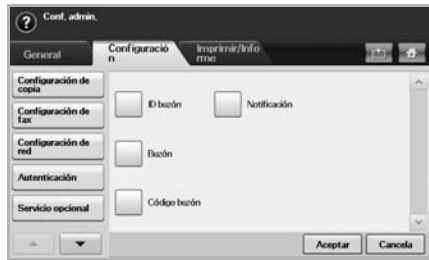 Conf. admin.
General
Configuració
n
Imprimir/Info
rme
Configuración de
copia
Configuración de
fax
Configuración de
red
Autenticación
Servicio opcional
ID buzón
Notificación
Buzón
Código buzón
Aceptar
Cancela